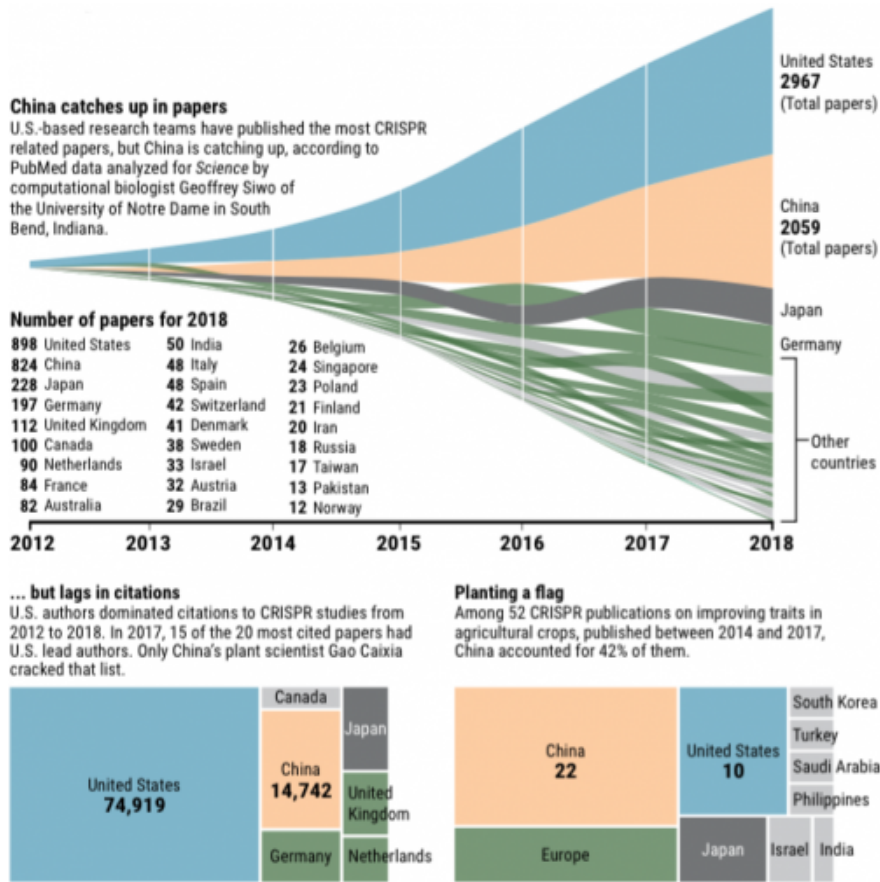 United States
2967
(Total papers)
China catches up in papers
U.S.-based research teams have published the most CRISPR
related papers, but China is catching up, according to
PubMed data analyzed for Science by
computational biologist Geoffrey Siwo of
the University of Notre Dame in South
Bend, Indiana.
China
2059
(Total papers)
Japan
Germany
Other
countries
Number of papers for 2018
898 United States
824 China
228 Japan
197 Germany
112 United Kingdom
100 Canada
90 Netherlands
84 France
82 Australia
50 India
48 Italy
48 Spain
42 Switzerland
41 Denmark
38 Sweden
33 Israel
32 Austria
29 Brazil
26 Belgium
24 Singapore
23 Poland
21 Finland
20 Iran
18 Russia
17 Taiwan
13 Pakistan
12 Norway
2012 2013 2014 2015 2016 2017 2018
... but lags in citations
U.S. authors dominated citations to CRISPR studies from
2012 to 2018. In 2017, 15 of the 20 most cited papers had
U.S. lead authors. Only China's plant scientist Gao Caixia
cracked that list.
United States
74,919
Canada
China
14,742
Germany
Japan
United
Kingdom
Netherlands
Planting a flag
Among 52 CRISPR publications on improving traits in
agricultural crops, published between 2014 and 2017,
China accounted for 42% of them.
China
22
Europe
United States
10
Japan
South Korea
Turkey
Saudi Arabia
Philippines
Israel
India